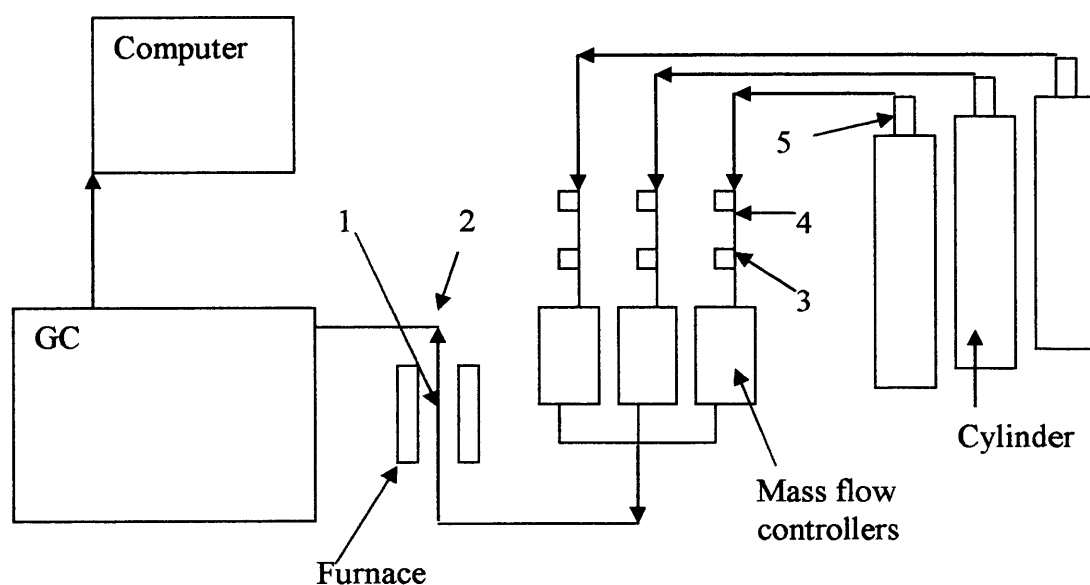 Computer
5
1
2
4
3
GC
Cylinder
Mass flow
controllers
Furnace